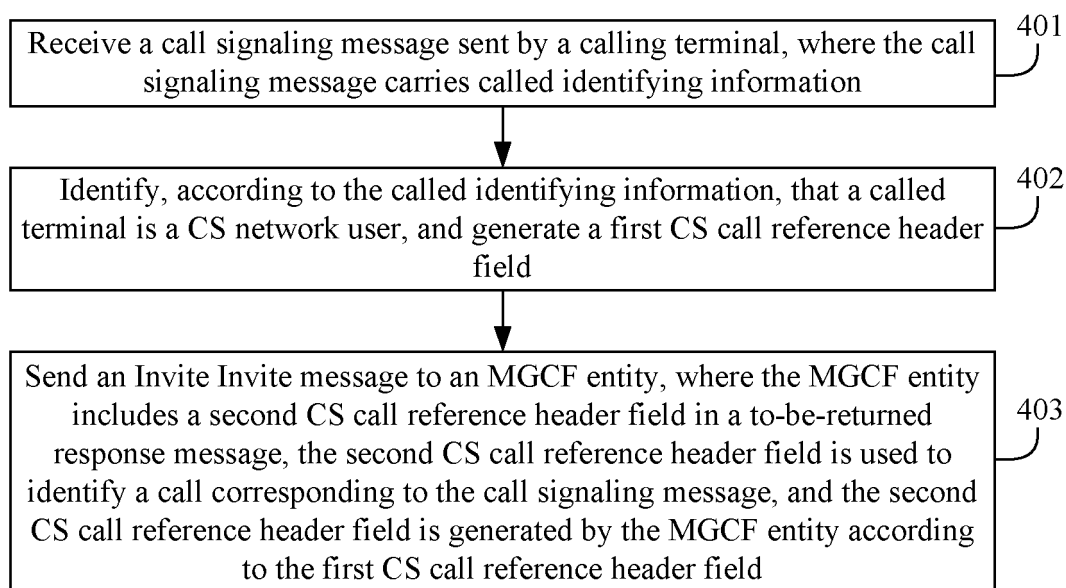 Receive a call signaling message sent by a calling terminal, where the call
signaling message carries called identifying information
401
Identify, according to the called identifying information, that a called
terminal is a CS network user, and generate a first CS call reference header
field
402
Send an Invite Invite message to an MGCF entity, where the MGCF entity
includes a second CS call reference header field in a to-be-returned
response message, the second CS call reference header field is used to
identify a call corresponding to the call signaling message, and the second
CS call reference header field is generated by the MGCF entity according
to the first CS call reference header field
403